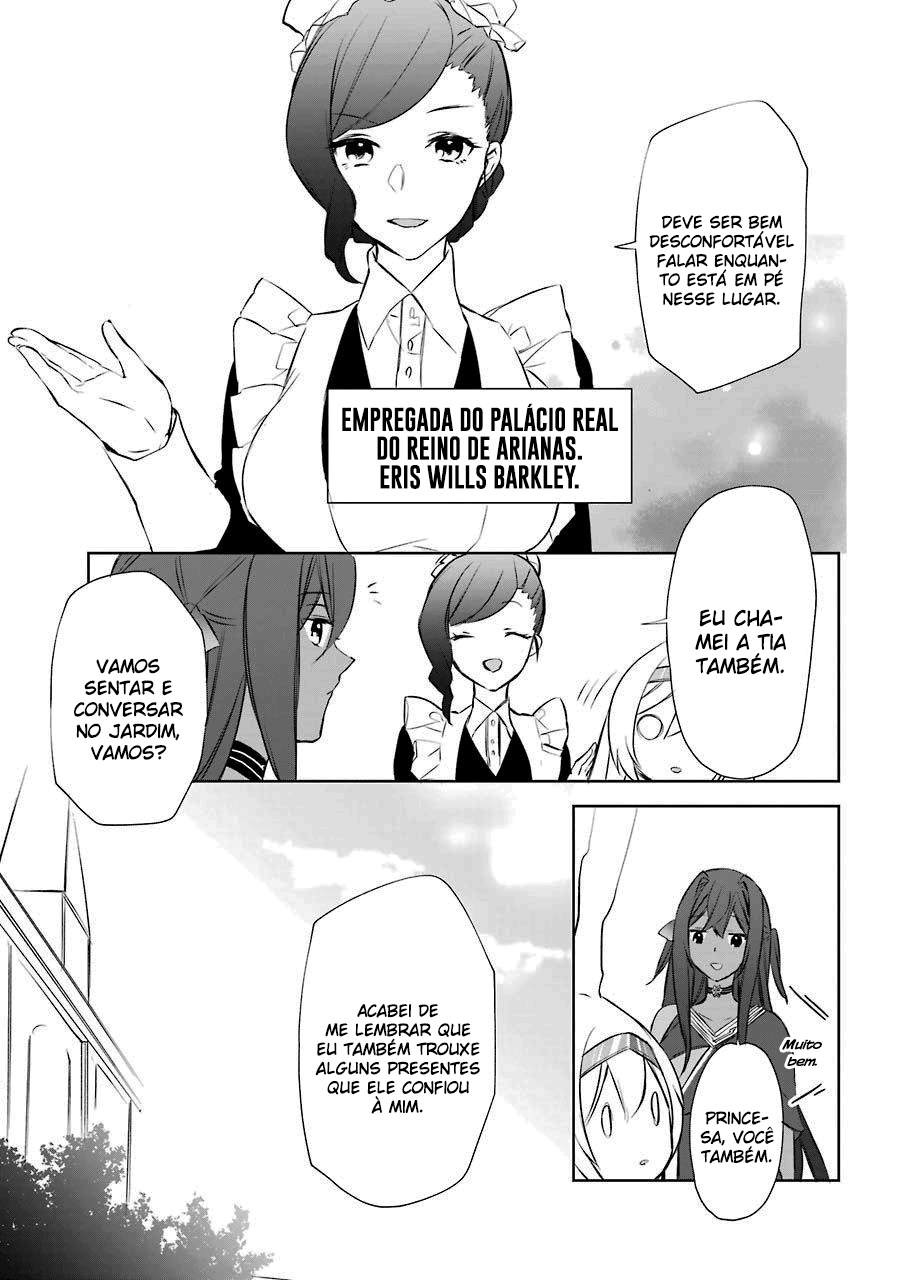 DEVE SER BEM
DESCONFORTÁVEL
FALAR ENQUAN-
TO ESTÁ EM PÉ
NESSE LUGAR.
EMPREGADA DO PALÁCIO REAL
DO REINO DE ARIANAS.
ERIS WILLS BARKLEY.
EU CHA-
MEI A TIA
TAMBÉM.
VAMOS
SENTAR E
CONVERSAR
NO JARDIM,
VAMOS?
Muito
bem.
PRINCE-
SA, VOCÊ
TAMBÉM.
ACABEI DE
ME LEMBRAR QUE
EU TAMBÉM TROUXE
ALGUNS PRESENTES
QUE ELE CONFIOU
À MIM.